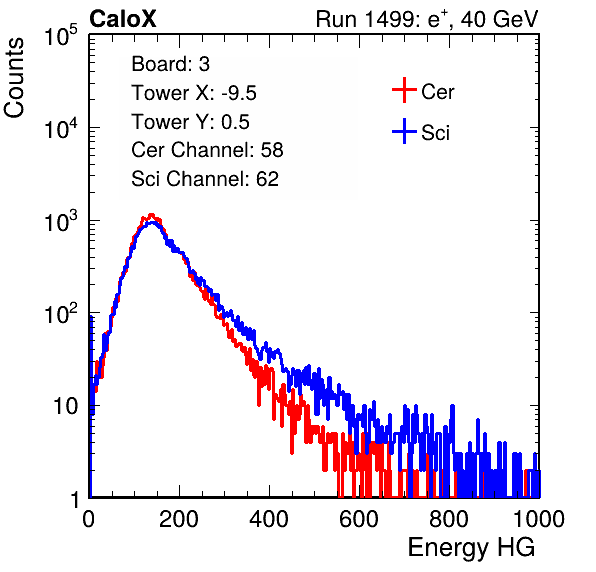 CaloX Run 1499: e⁺, 40 GeV
Counts
Board: 3
Tower X: -9.5
Tower Y: 0.5
Cer Channel: 58
Sci Channel: 62
Cer
Sci
10⁵
10⁴
10³
10²
10
1
0 200 400 600 800 1000
Energy HG